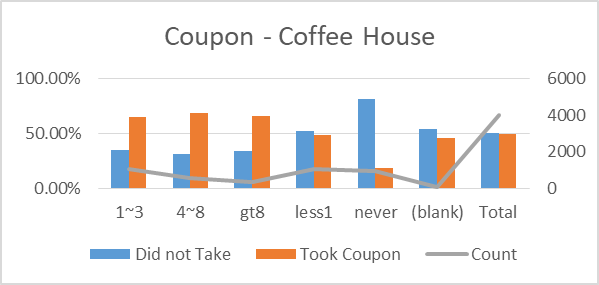 Coupon - Coffee House
100.00% 6000
4000
50.00%
2000
0.00% 0
1~3 4~8 gt8 less1 never (blank) Total
Did not Take Took Coupon Count